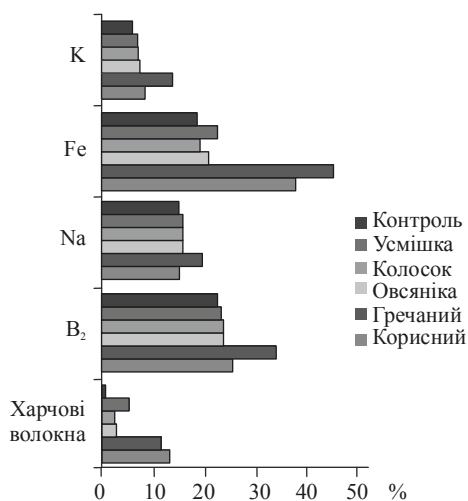 K
Fe
Na
B₂
Харчові
волокна
Контроль
Усмішка
Колосок
Овсяніка
Гречаний
Корисний
0 10 20 30 40 50 %